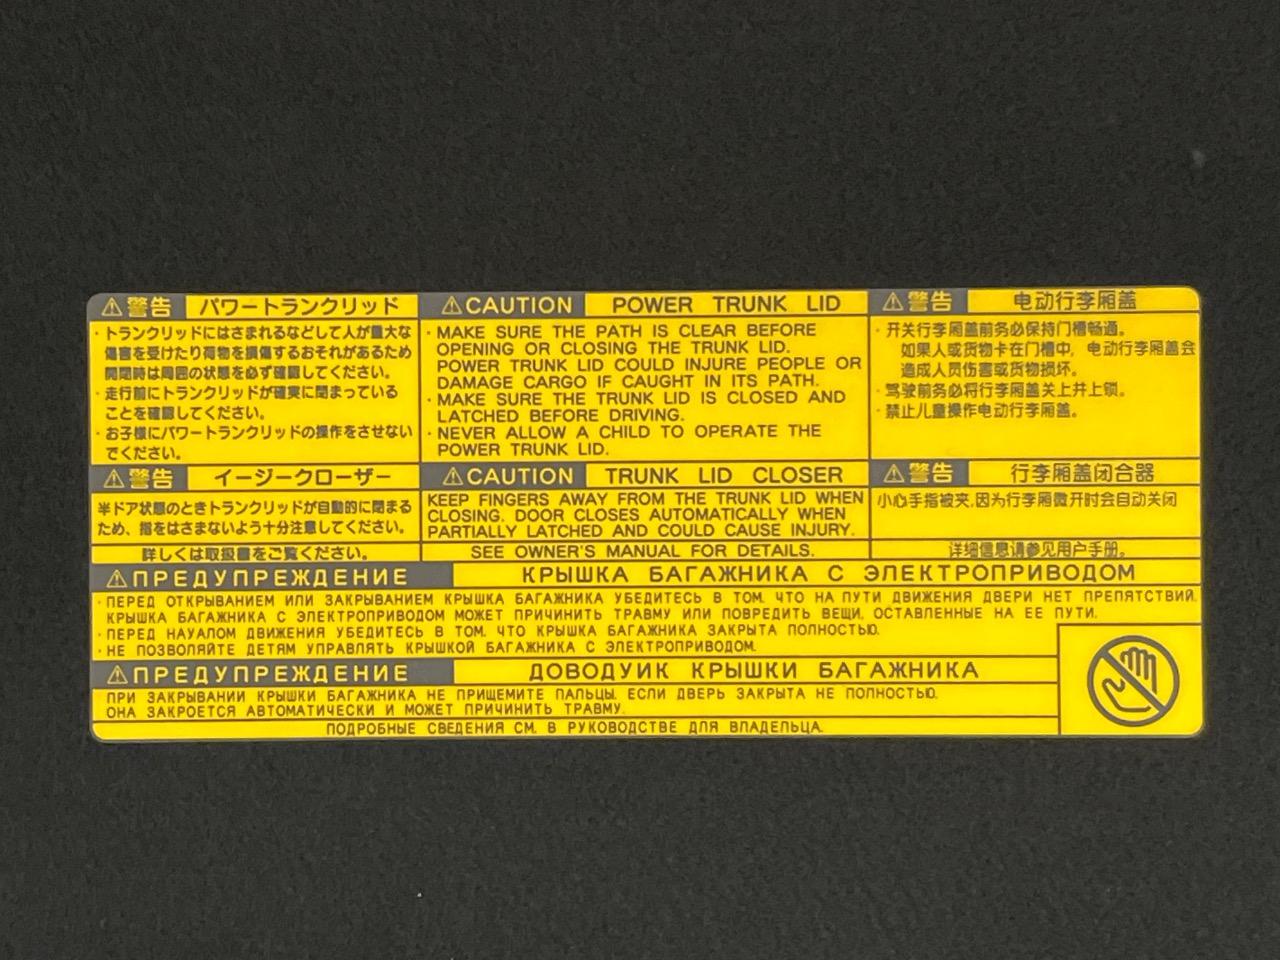 ⚠警告 パワートランクリッド
・トランクリッドにはさまれるなどして人が重大な
傷害を受けたり荷物を損傷するおそれがあるため
開閉時は周囲の状態を必ず確認してください。
・走行前にトランクリッドが確実に閉まっている
ことを確認してください。
・お子様にパワートランクリッドの操作をさせない
でください。
⚠警告 イージークローザー
半ドア状態のときトランクリッドが自動的に閉まる
ため、指をはさまないよう十分注意してください。
詳しくは取扱書をご覧ください。
⚠CAUTION POWER TRUNK LID
・MAKE SURE THE PATH IS CLEAR BEFORE
OPENING OR CLOSING THE TRUNK LID.
POWER TRUNK LID COULD INJURE PEOPLE OR
DAMAGE CARGO IF CAUGHT IN ITS PATH.
・MAKE SURE THE TRUNK LID IS CLOSED AND
LATCHED BEFORE DRIVING.
・NEVER ALLOW A CHILD TO OPERATE THE
POWER TRUNK LID.
⚠CAUTION TRUNK LID CLOSER
KEEP FINGERS AWAY FROM THE TRUNK LID WHEN
CLOSING. DOOR CLOSES AUTOMATICALLY WHEN
PARTIALLY LATCHED AND COULD CAUSE INJURY.
SEE OWNER'S MANUAL FOR DETAILS.
⚠警告 电动行李厢盖
・开关行李厢盖前务必保持门槽畅通。
如果人或货物卡在门槽中, 电动行李厢盖会
造成人员伤害或货物损坏。
・驾驶前务必将行李厢盖关上并上锁。
・禁止儿童操作电动行李厢盖。
⚠警告 行李厢盖闭合器
小心手指被夹,因为行李厢微开时会自动关闭
详细信息请参见用户手册。
⚠ПРЕДУПРЕЖДЕНИЕ КРЫШКА БАГАЖНИКА С ЭЛЕКТРОПРИВОДОМ
・ПЕРЕД ОТКРЫВАНИЕМ ИЛИ ЗАКРЫВАНИЕМ КРЫШКА БАГАЖНИКА УБЕДИТЕСЬ В ТОМ, ЧТО НА ПУТИ ДВИЖЕНИЯ ДВЕРИ НЕТ ПРЕПЯТСТВИЙ.
КРЫШКА БАГАЖНИКА С ЭЛЕКТРОПРИВОДОМ МОЖЕТ ПРИЧИНИТЬ ТРАВМУ ИЛИ ПОВРЕДИТЬ ВЕЩИ, ОСТАВЛЕННЫЕ НА ЕЕ ПУТИ.
・ПЕРЕД НАУАЛОМ ДВИЖЕНИЯ УБЕДИТЕСЬ В ТОМ, ЧТО КРЫШКА БАГАЖНИКА ЗАКРЫТА ПОЛНОСТЬЮ.
・НЕ ПОЗВОЛЯЙТЕ ДЕТЯМ УПРАВЛЯТЬ КРЫШКОЙ БАГАЖНИКА С ЭЛЕКТРОПРИВОДОМ.
⚠ПРЕДУПРЕЖДЕНИЕ ДОВОДУИК КРЫШКИ БАГАЖНИКА
ПРИ ЗАКРЫВАНИИ КРЫШКИ БАГАЖНИКА НЕ ПРИЩЕМИТЕ ПАЛЬЦЫ. ЕСЛИ ДВЕРЬ ЗАКРЫТА НЕ ПОЛНОСТЬЮ,
ОНА ЗАКРОЕТСЯ АВТОМАТИЧЕСКИ И МОЖЕТ ПРИЧИНИТЬ ТРАВМУ.
ПОДРОБНЫЕ СВЕДЕНИЯ СМ. В РУКОВОДСТВЕ ДЛЯ ВЛАДЕЛЬЦА.